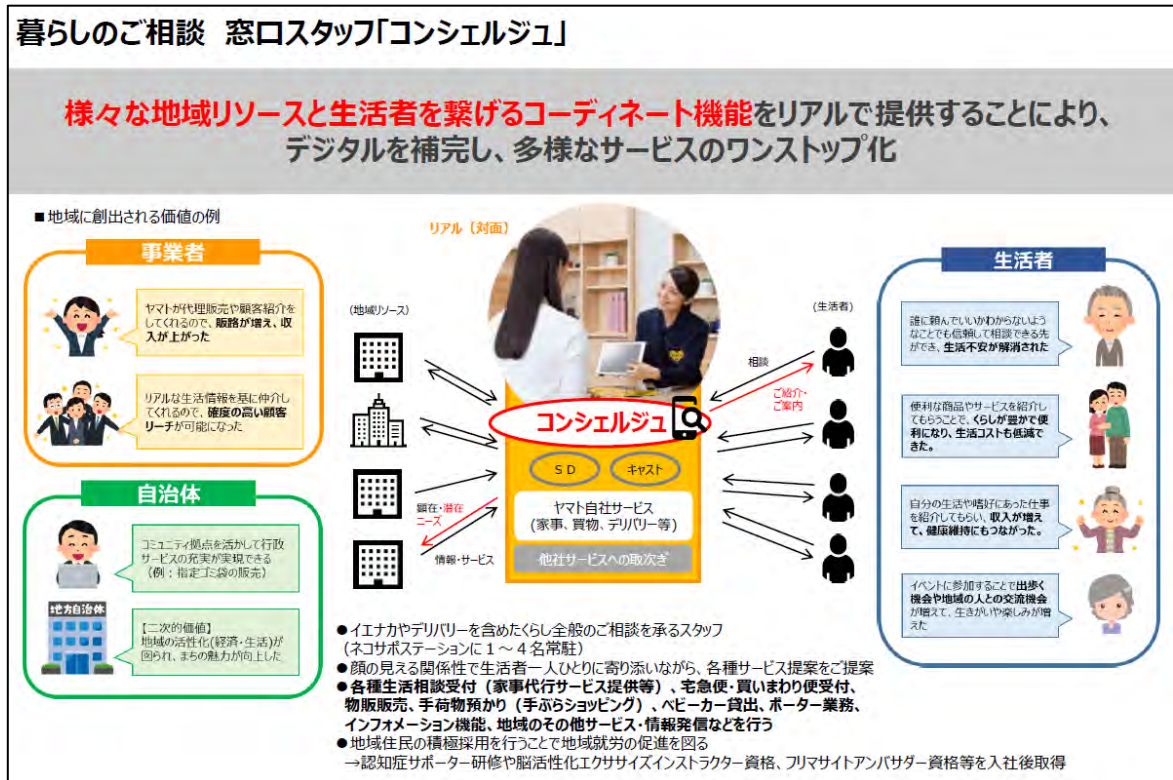 暮らしのご相談 窓口スタッフ「コンシェルジュ」
様々な地域リソースと生活者を繋げるコーディネート機能をリアルで提供することにより、
デジタルを補完し、多様なサービスのワンストップ化
■地域に創出される価値の例
事業者
ヤマトが代理販売や顧客紹介を
してくれるので、販路が増え、収
入が上がった
リアルな生活情報を基に仲介し
てくれるので、確度の高い顧客
リーチが可能になった
自治体
コミュニティ拠点を活かして行政
サービスの充実が実現できる
(例:指定ゴミ袋の販売)
地方自治体
【二次的価値】
地域の活性化(経済・生活)が
図られ、まちの魅力が向上した
リアル(対面)
(地域リソース)
(生活者)
相談
ご紹介・
ご案内
コンシェルジュ
SD
キャスト
ヤマト自社サービス
(家事、買物、デリバリー等)
他社サービスへの取次ぎ
顕在・潜在
ニーズ
情報・サービス
生活者
誰に頼んでいいかわからないよう
なことでも信頼して相談できる先
ができ、生活不安が解消された
便利な商品やサービスを紹介し
てもらうことで、くらしが豊かで便
利になり、生活コストも低減で
きた。
自分の生活や嗜好にあった仕事
を紹介してもらい、収入が増え
て、健康維持にもつながった。
イベントに参加することで出歩く
機会や地域の人との交流機会
が増えて、生きがいや楽しみが増
えた
●イエナカやデリバリーを含めたくらし全般のご相談を承るスタッフ
(ネコサポステーションに1~4名常駐)
●顔の見える関係性で生活者一人ひとりに寄り添いながら、各種サービス提案をご提案
●各種生活相談受付(家事代行サービス提供等)、宅急便・買いまわり便受付、
物販販売、手荷物預かり(手ぶらショッピング)、ベビーカー貸出、ポーター業務、
インフォメーション機能、地域のその他サービス・情報発信などを行う
●地域住民の積極採用を行うことで地域就労の促進を図る
→認知症サポーター研修や脳活性化エクササイズインストラクター資格、フリマサイトアンバサダー資格等を入社後取得